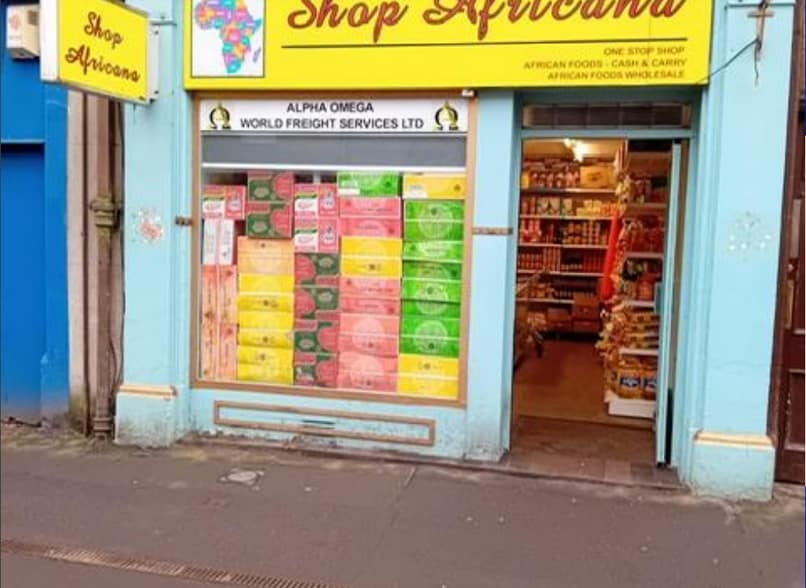 Shop Africana
ONE STOP SHOP
AFRICAN FOODS - CASH & CARRY
AFRICAN FOODS WHOLESALE
Shop
Africana
ALPHA OMEGA
WORLD FREIGHT SERVICES LTD